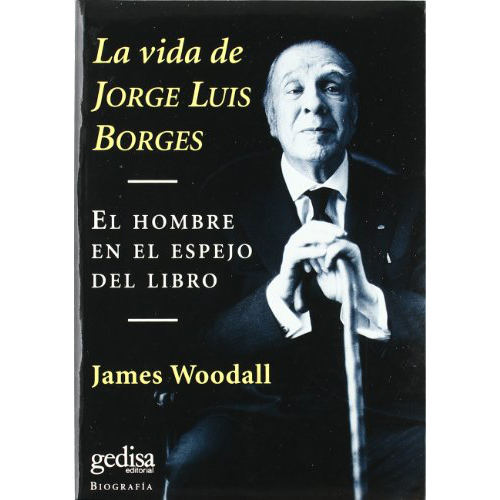 La vida de
JORGE LUIS
BORGES
EL HOMBRE
EN EL ESPEJO
DEL LIBRO
James Woodall
gedisa
editorial
BIOGRAFÍA